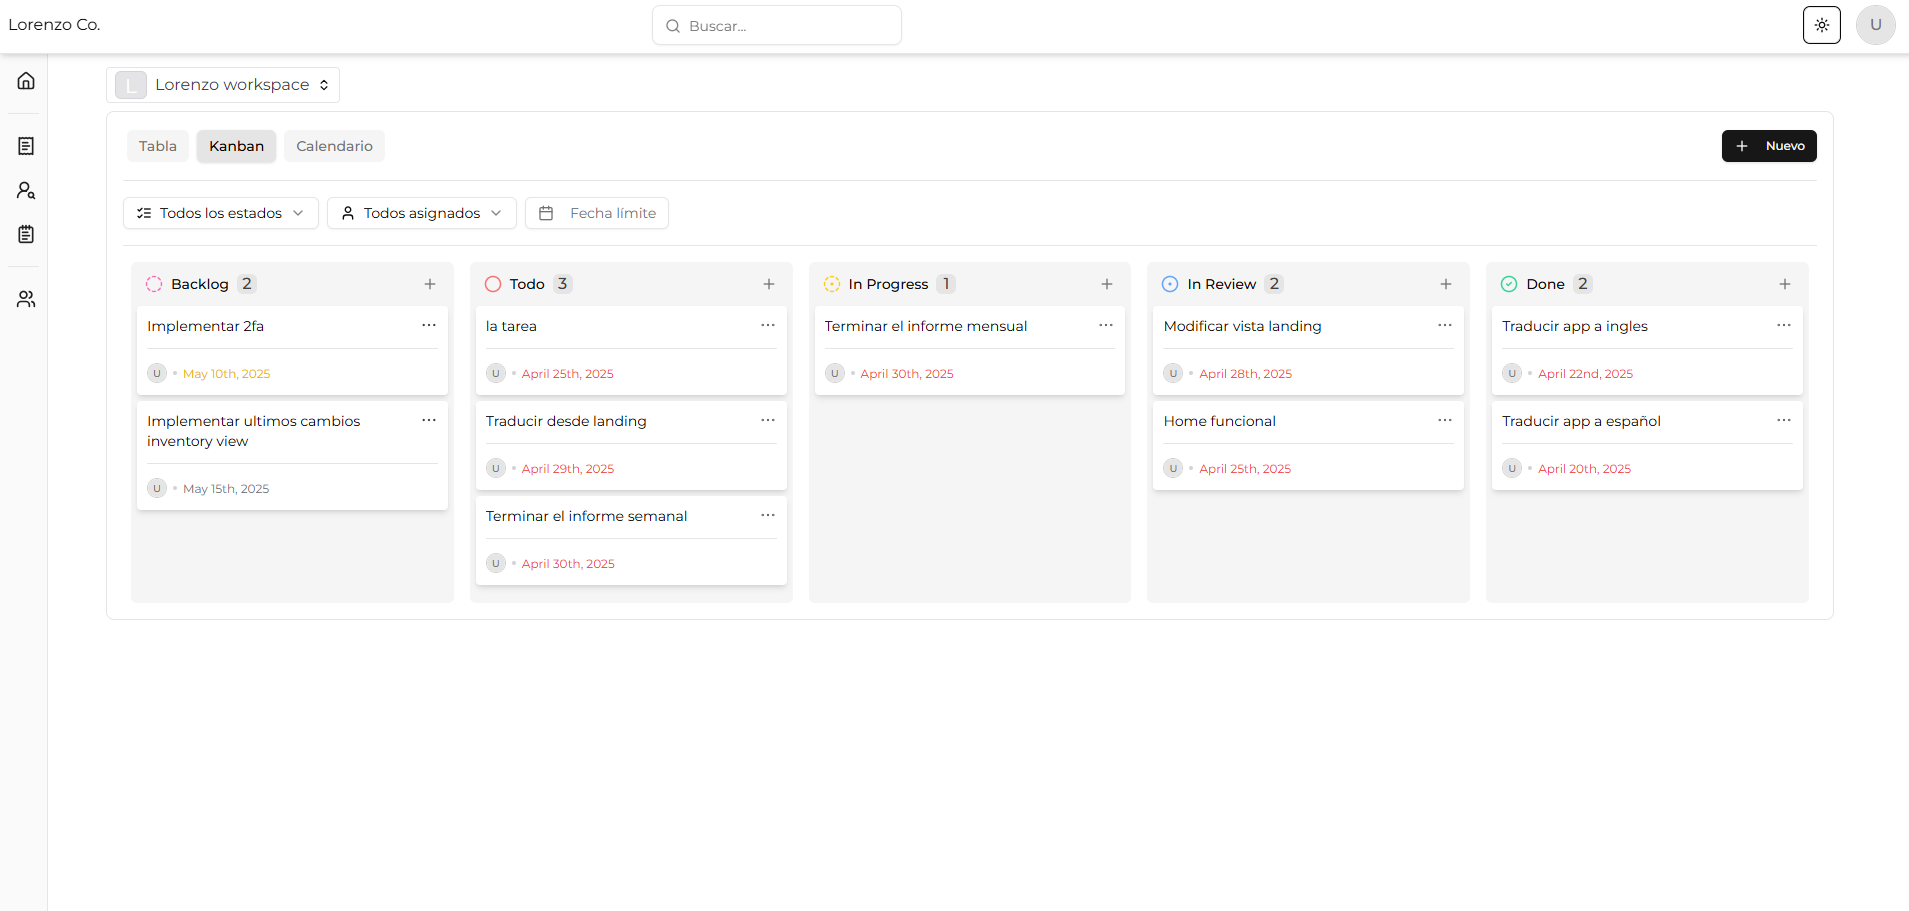 Lorenzo Co.
Buscar...
U
L
Lorenzo workspace
Tabla
Kanban
Calendario
Nuevo
Todos los estados
Todos asignados
Fecha límite
Backlog 2
Implementar 2fa
U
May 10th, 2025
Implementar ultimos cambios
inventory view
U
May 15th, 2025
Todo 3
la tarea
U
April 25th, 2025
Traducir desde landing
U
April 29th, 2025
Terminar el informe semanal
U
April 30th, 2025
In Progress 1
Terminar el informe mensual
U
April 30th, 2025
In Review 2
Modificar vista landing
U
April 28th, 2025
Home funcional
U
April 25th, 2025
Done 2
Traducir app a ingles
U
April 22nd, 2025
Traducir app a español
U
April 20th, 2025